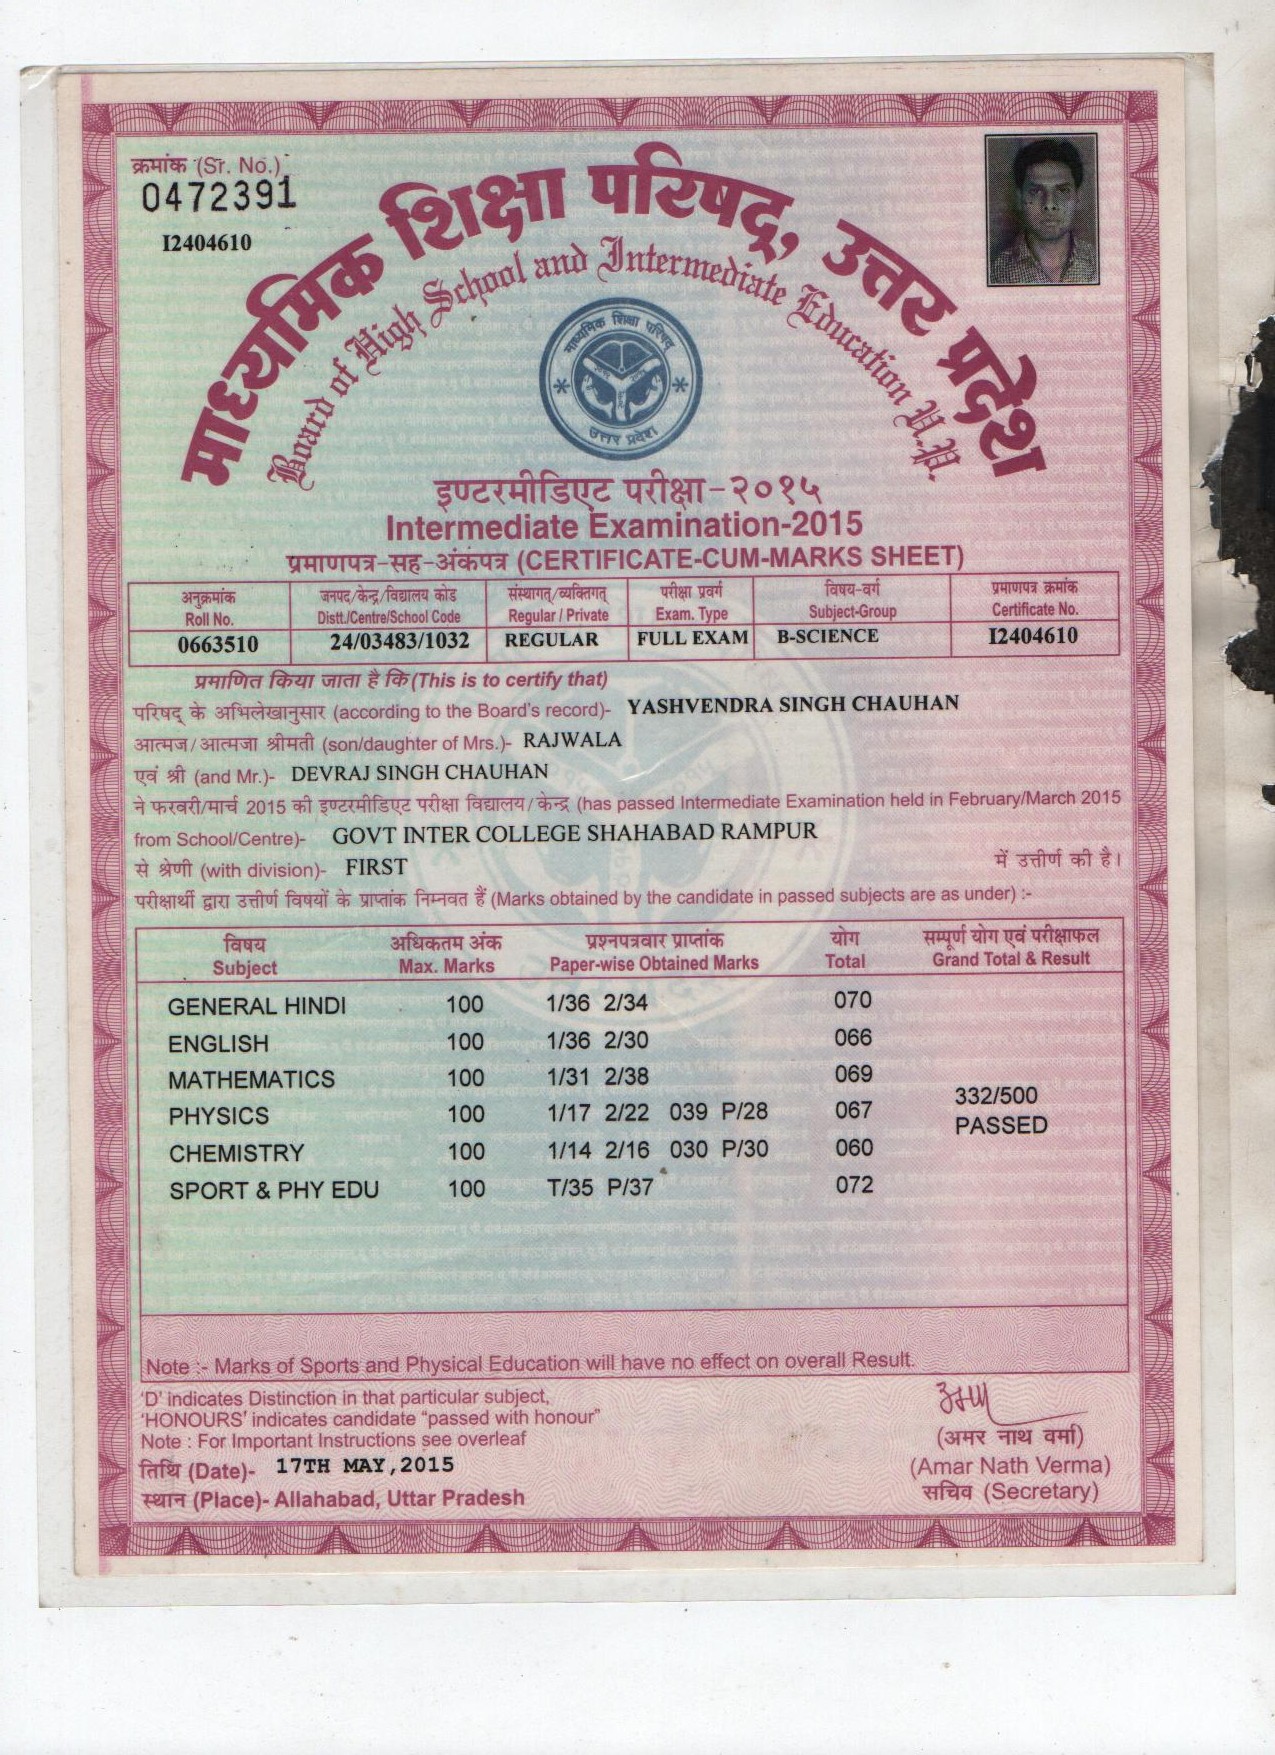 क्रमांक (Sr. No.)
0472391
I2404610
माध्यमिक शिक्षा परिषद्, उत्तर प्रदेश
Board of High School and Intermediate Education U.P.
माध्यमिक शिक्षा परिषद्
उत्तर प्रदेश
इण्टरमीडिएट परीक्षा-२०१५
Intermediate Examination-2015
प्रमाणपत्र-सह-अंकपत्र (CERTIFICATE-CUM-MARKS SHEET)
अनुक्रमांक जनपद/केन्द्र/विद्यालय कोड संस्थागत्/व्यक्तिगत् परीक्षा प्रवर्ग विषय-वर्ग प्रमाणपत्र क्रमांक
Roll No. Distt./Centre/School Code Regular / Private Exam. Type Subject-Group Certificate No.
0663510 24/03483/1032 REGULAR FULL EXAM B-SCIENCE I2404610
प्रमाणित किया जाता है कि (This is to certify that)
परिषद् के अभिलेखानुसार (according to the Board's record)- YASHVENDRA SINGH CHAUHAN
आत्मज/आत्मजा श्रीमती (son/daughter of Mrs.)- RAJWALA
एवं श्री (and Mr.)- DEVRAJ SINGH CHAUHAN
ने फरवरी/मार्च 2015 की इण्टरमीडिएट परीक्षा विद्यालय/केन्द्र (has passed Intermediate Examination held in February/March 2015
from School/Centre)- GOVT INTER COLLEGE SHAHABAD RAMPUR
से श्रेणी (with division)- FIRST में उत्तीर्ण की है।
परीक्षार्थी द्वारा उत्तीर्ण विषयों के प्राप्तांक निम्नवत हैं (Marks obtained by the candidate in passed subjects are as under) :-
विषय अधिकतम अंक प्रश्नपत्रवार प्राप्तांक योग सम्पूर्ण योग एवं परीक्षाफल
Subject Max. Marks Paper-wise Obtained Marks Total Grand Total & Result
GENERAL HINDI 100 1/36 2/34 070
ENGLISH 100 1/36 2/30 066
MATHEMATICS 100 1/31 2/38 069
332/500
PHYSICS 100 1/17 2/22 039 P/28 067
PASSED
CHEMISTRY 100 1/14 2/16 030 P/30 060
SPORT & PHY EDU 100 T/35 P/37 072
Note :- Marks of Sports and Physical Education will have no effect on overall Result.
'D' indicates Distinction in that particular subject,
'HONOURS' indicates candidate "passed with honour"
Note : For Important Instructions see overleaf
तिथि (Date)- 17TH MAY,2015
स्थान (Place)- Allahabad, Uttar Pradesh
(अमर नाथ वर्मा)
(Amar Nath Verma)
सचिव (Secretary)